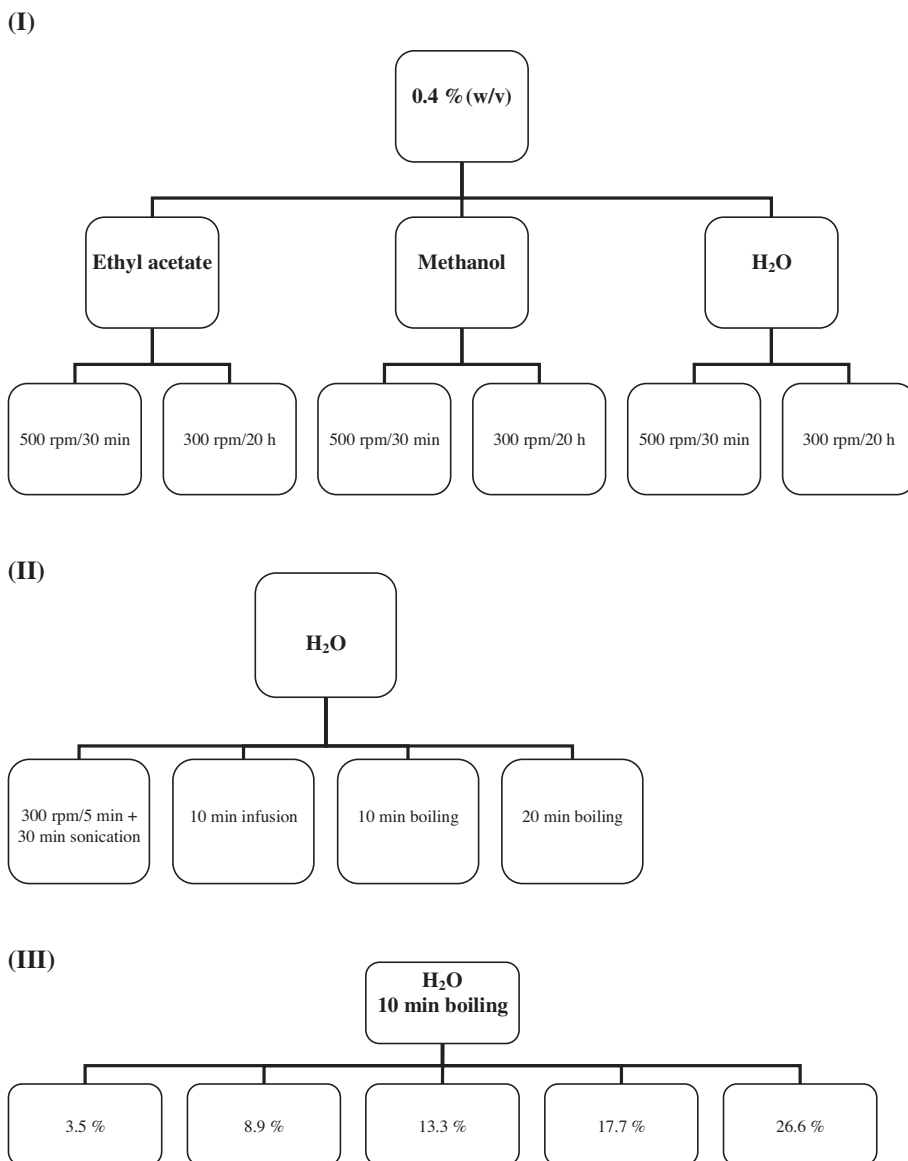 (I)
0.4 % (w/v)
Ethyl acetate
Methanol
H₂O
500 rpm/30 min
300 rpm/20 h
500 rpm/30 min
300 rpm/20 h
500 rpm/30 min
300 rpm/20 h
(II)
H₂O
300 rpm/5 min +
30 min sonication
10 min infusion
10 min boiling
20 min boiling
(III)
H₂O
10 min boiling
3.5 %
8.9 %
13.3 %
17.7 %
26.6 %